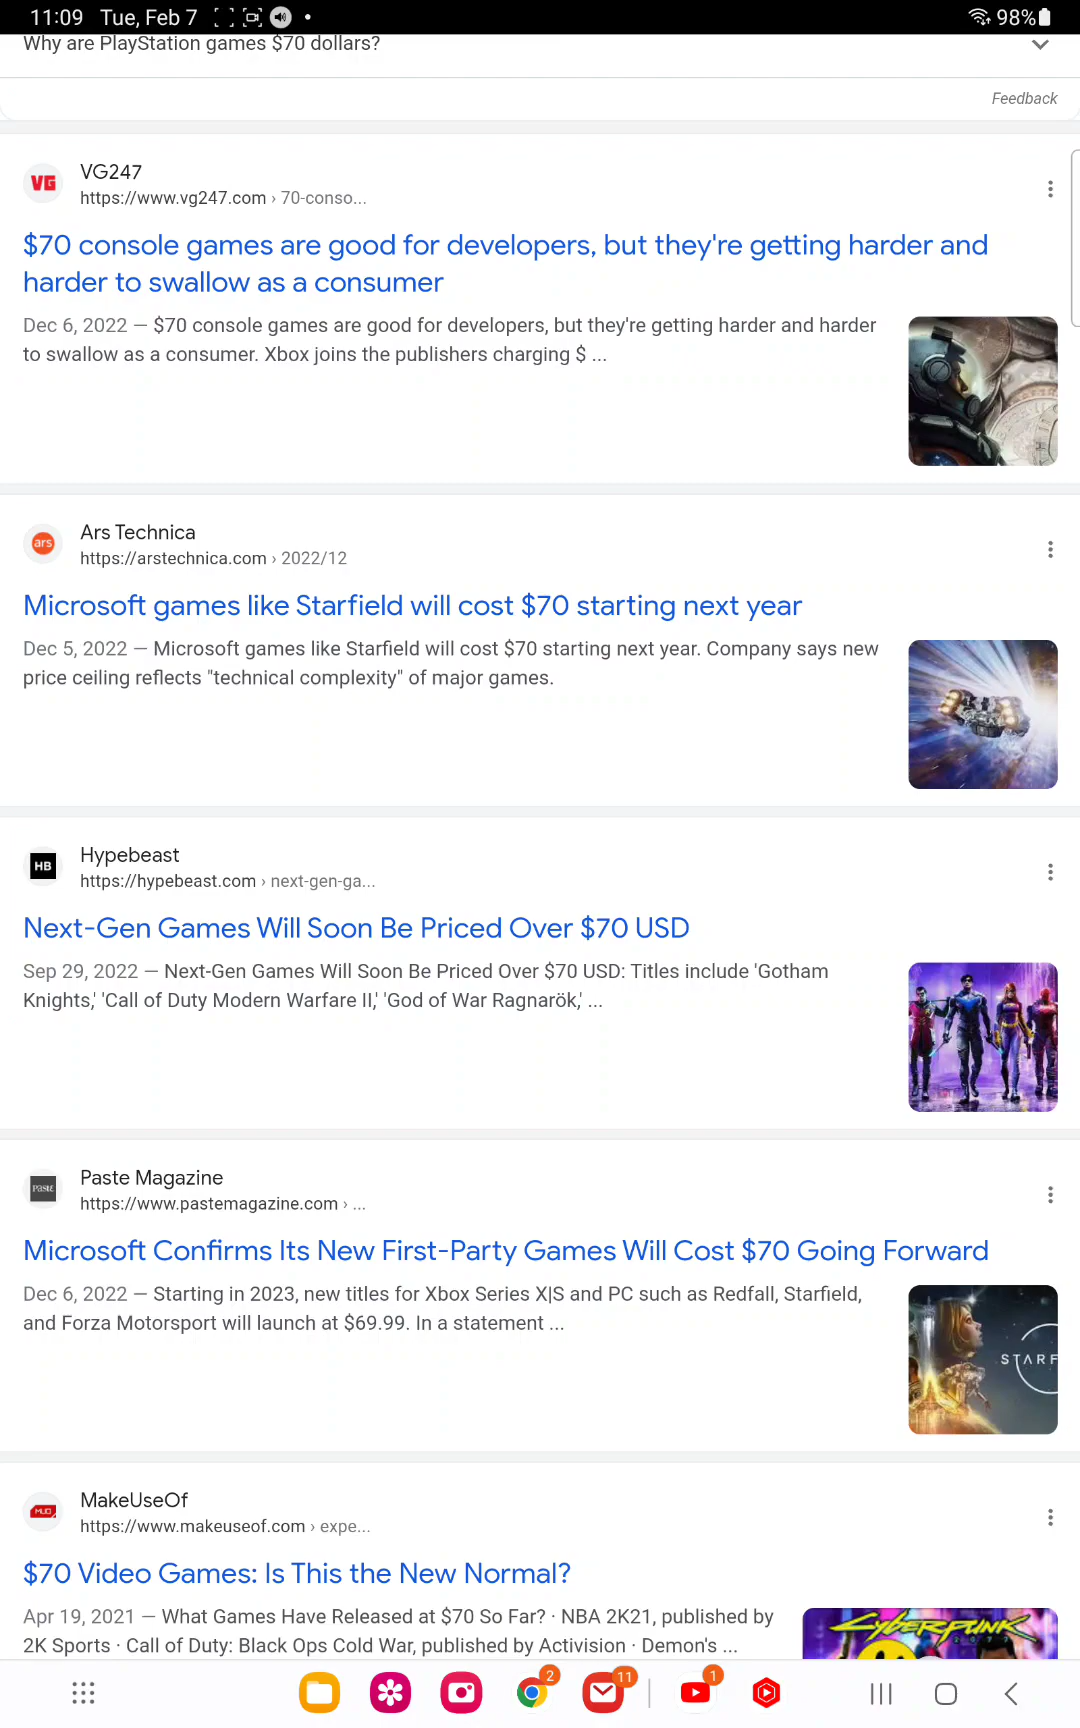 11:09 Tue, Feb 7 98%
Why are PlayStation games $70 dollars?
Feedback
VG
VG247
https://www.vg247.com › 70-conso...
$70 console games are good for developers, but they're getting harder and
harder to swallow as a consumer
Dec 6, 2022 — $70 console games are good for developers, but they're getting harder and harder
to swallow as a consumer. Xbox joins the publishers charging $ ...
ars
Ars Technica
https://arstechnica.com › 2022/12
Microsoft games like Starfield will cost $70 starting next year
Dec 5, 2022 — Microsoft games like Starfield will cost $70 starting next year. Company says new
price ceiling reflects "technical complexity" of major games.
HB
Hypebeast
https://hypebeast.com › next-gen-ga...
Next-Gen Games Will Soon Be Priced Over $70 USD
Sep 29, 2022 — Next-Gen Games Will Soon Be Priced Over $70 USD: Titles include 'Gotham
Knights,' 'Call of Duty Modern Warfare II,' 'God of War Ragnarök,' ...
Paste
Paste Magazine
https://www.pastemagazine.com › ...
Microsoft Confirms Its New First-Party Games Will Cost $70 Going Forward
Dec 6, 2022 — Starting in 2023, new titles for Xbox Series X|S and PC such as Redfall, Starfield,
and Forza Motorsport will launch at $69.99. In a statement ...
STARF
MUO
MakeUseOf
https://www.makeuseof.com › expe...
$70 Video Games: Is This the New Normal?
Apr 19, 2021 — What Games Have Released at $70 So Far? · NBA 2K21, published by
2K Sports · Call of Duty: Black Ops Cold War, published by Activision · Demon's ...
Cyberpunk
2077
2 11 1